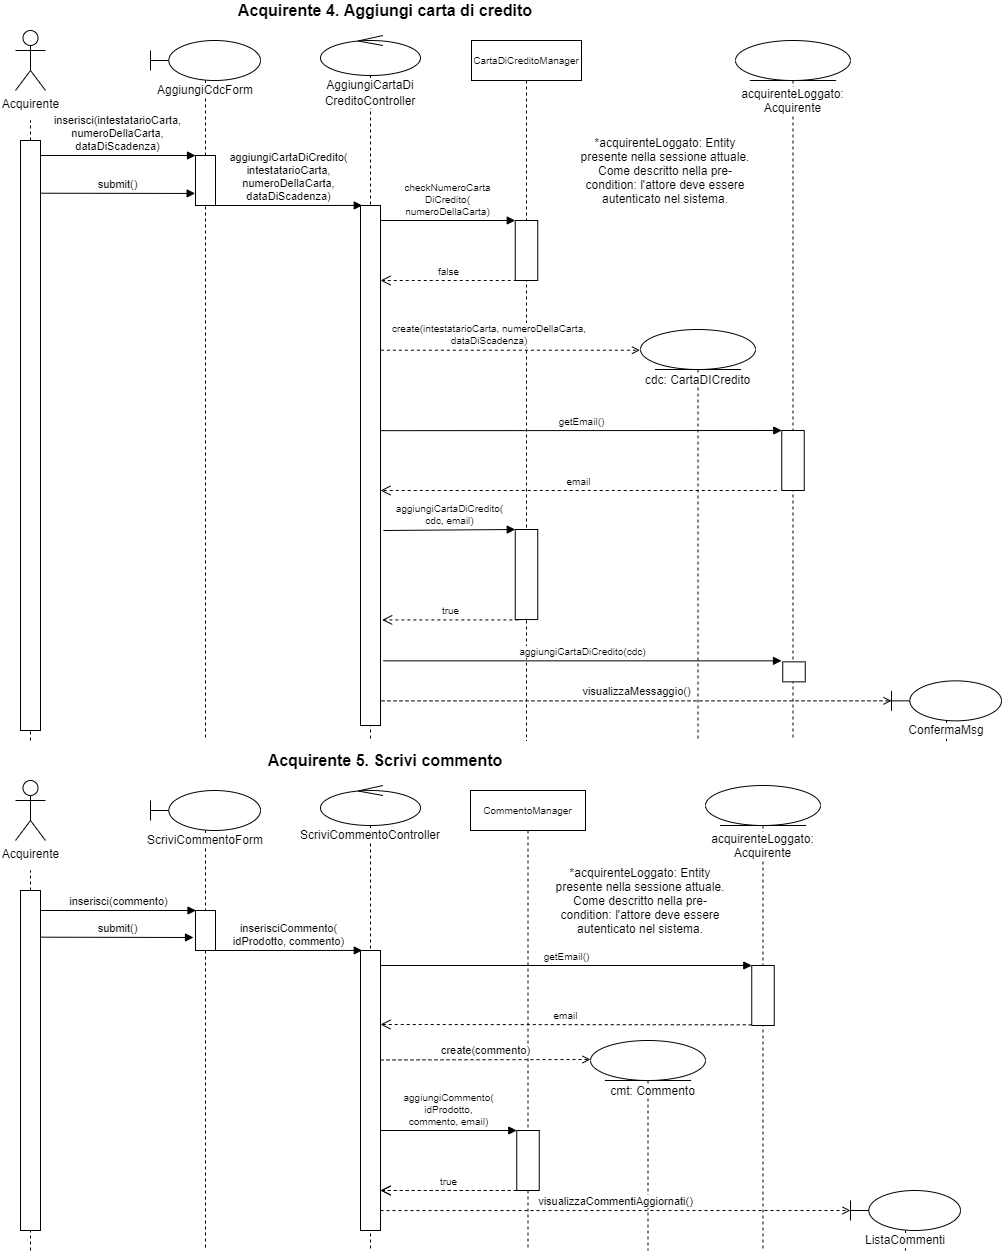 Acquirente 4. Aggiungi carta di credito
Acquirente
AggiungiCdcForm
AggiungiCartaDi
CreditoController
CartaDiCreditoManager
acquirenteLoggato:
Acquirente
inserisci(intestatarioCarta,
numeroDellaCarta,
dataDiScadenza)
submit()
aggiungiCartaDiCredito(
intestatarioCarta,
numeroDellaCarta,
dataDiScadenza)
checkNumeroCarta
DiCredito(
numeroDellaCarta)
*acquirenteLoggato: Entity
presente nella sessione attuale.
Come descritto nella pre-
condition: l'attore deve essere
autenticato nel sistema.
false
create(intestatarioCarta, numeroDellaCarta,
dataDiScadenza)
cdc: CartaDICredito
getEmail()
email
aggiungiCartaDiCredito(
cdc, email)
true
aggiungiCartaDiCredito(cdc)
visualizzaMessaggio()
ConfermaMsg
Acquirente 5. Scrivi commento
Acquirente
ScriviCommentoForm
ScriviCommentoController
CommentoManager
acquirenteLoggato:
Acquirente
*acquirenteLoggato: Entity
presente nella sessione attuale.
Come descritto nella pre-
condition: l'attore deve essere
autenticato nel sistema.
inserisci(commento)
submit()
inserisciCommento(
idProdotto, commento)
getEmail()
email
create(commento)
cmt: Commento
aggiungiCommento(
idProdotto,
commento, email)
true
visualizzaCommentiAggiornati()
ListaCommenti